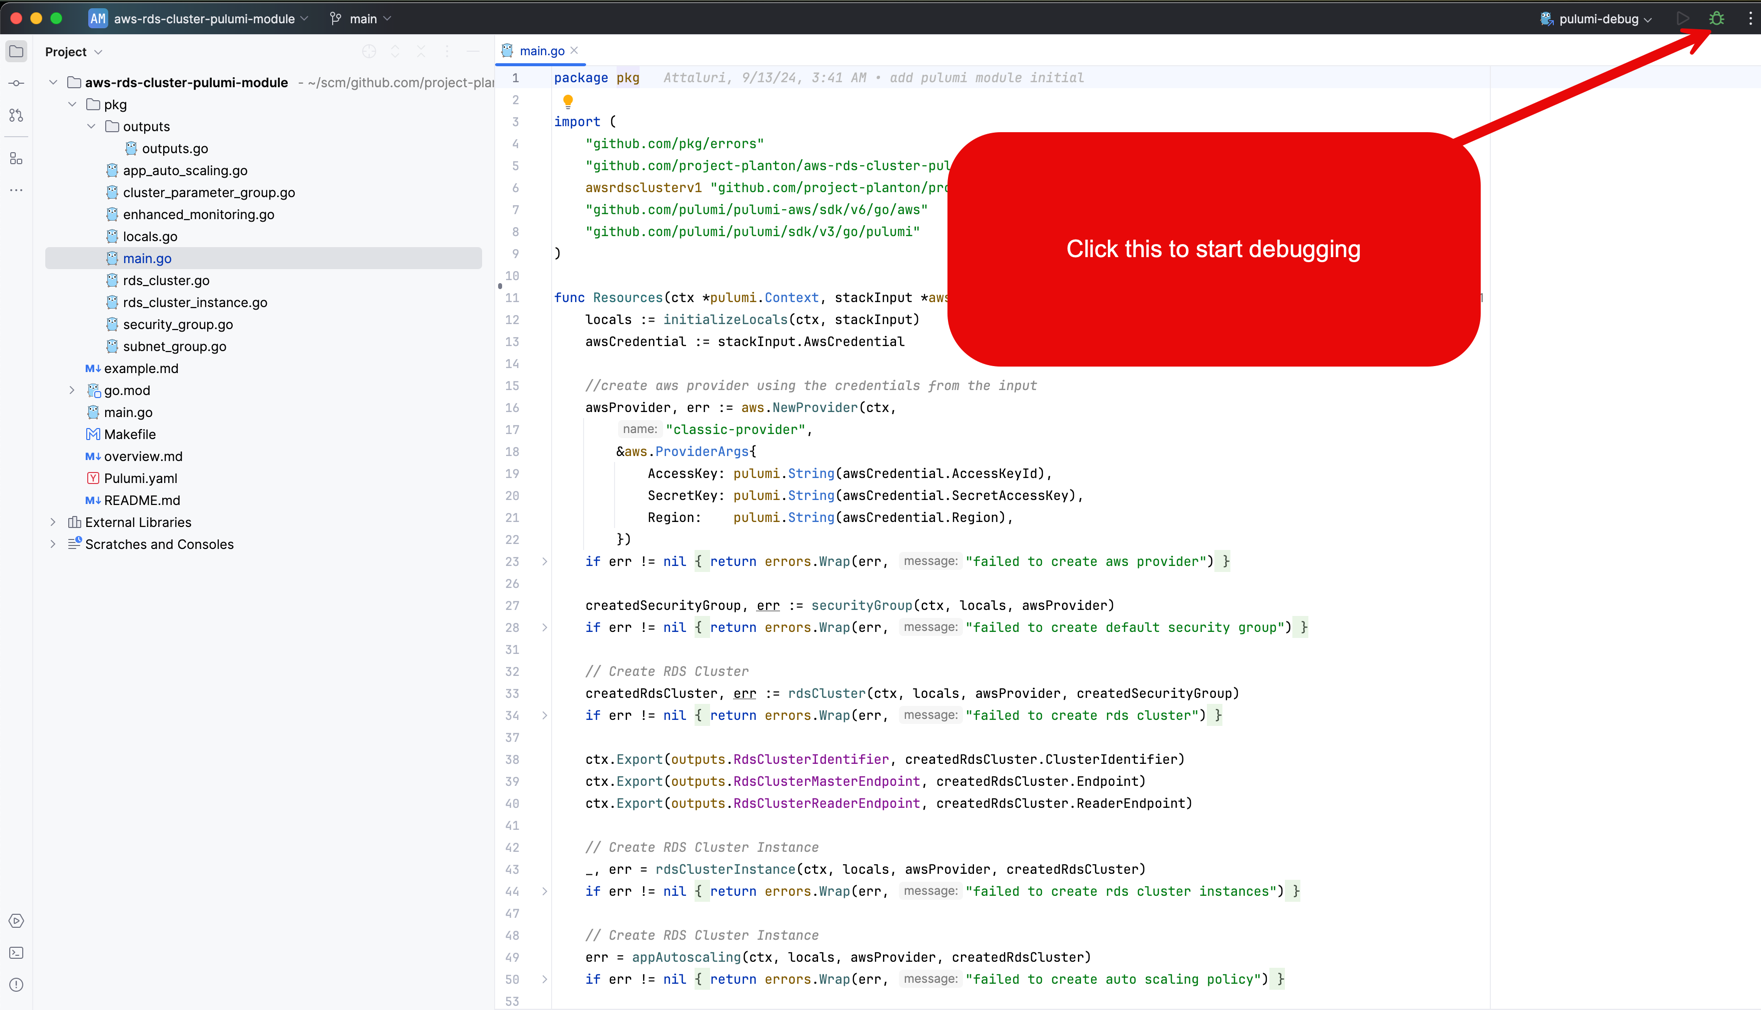 AM aws-rds-cluster-pulumi-module main pulumi-debug
Project
aws-rds-cluster-pulumi-module - ~/scm/github.com/project-plan
pkg
outputs
outputs.go
app_auto_scaling.go
cluster_parameter_group.go
enhanced_monitoring.go
locals.go
main.go
rds_cluster.go
rds_cluster_instance.go
security_group.go
subnet_group.go
M↓ example.md
go.mod
main.go
M Makefile
M↓ overview.md
Y Pulumi.yaml
M↓ README.md
External Libraries
Scratches and Consoles
main.go
1 package pkg Attaluri, 9/13/24, 3:41 AM • add pulumi module initial
2
3 import (
4 "github.com/pkg/errors"
5 "github.com/project-planton/aws-rds-cluster-pul
6 awsrdsclusterv1 "github.com/project-planton/pro
7 "github.com/pulumi/pulumi-aws/sdk/v6/go/aws"
8 "github.com/pulumi/pulumi/sdk/v3/go/pulumi"
9 )
10
11 func Resources(ctx *pulumi.Context, stackInput *aws
12 locals := initializeLocals(ctx, stackInput)
13 awsCredential := stackInput.AwsCredential
14
15 //create aws provider using the credentials from the input
16 awsProvider, err := aws.NewProvider(ctx,
17 name: "classic-provider",
18 &aws.ProviderArgs{
19 AccessKey: pulumi.String(awsCredential.AccessKeyId),
20 SecretKey: pulumi.String(awsCredential.SecretAccessKey),
21 Region: pulumi.String(awsCredential.Region),
22 })
23 if err != nil { return errors.Wrap(err, message: "failed to create aws provider") }
26
27 createdSecurityGroup, err := securityGroup(ctx, locals, awsProvider)
28 if err != nil { return errors.Wrap(err, message: "failed to create default security group") }
31
32 // Create RDS Cluster
33 createdRdsCluster, err := rdsCluster(ctx, locals, awsProvider, createdSecurityGroup)
34 if err != nil { return errors.Wrap(err, message: "failed to create rds cluster") }
37
38 ctx.Export(outputs.RdsClusterIdentifier, createdRdsCluster.ClusterIdentifier)
39 ctx.Export(outputs.RdsClusterMasterEndpoint, createdRdsCluster.Endpoint)
40 ctx.Export(outputs.RdsClusterReaderEndpoint, createdRdsCluster.ReaderEndpoint)
41
42 // Create RDS Cluster Instance
43 _, err = rdsClusterInstance(ctx, locals, awsProvider, createdRdsCluster)
44 if err != nil { return errors.Wrap(err, message: "failed to create rds cluster instances") }
47
48 // Create RDS Cluster Instance
49 err = appAutoscaling(ctx, locals, awsProvider, createdRdsCluster)
50 if err != nil { return errors.Wrap(err, message: "failed to create auto scaling policy") }
53
Click this to start debugging